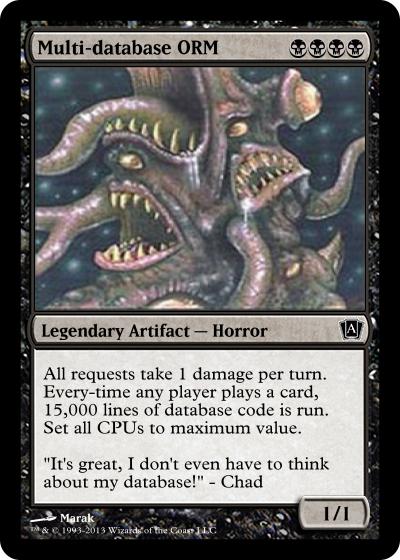 Multi-database ORM
Legendary Artifact — Horror
A
All requests take 1 damage per turn.
Every-time any player plays a card,
15,000 lines of database code is run.
Set all CPUs to maximum value.
"It's great, I don't even have to think
about my database!" - Chad
1/1
Marak
™ & © 1993-2013 Wizards of the Coast LLC